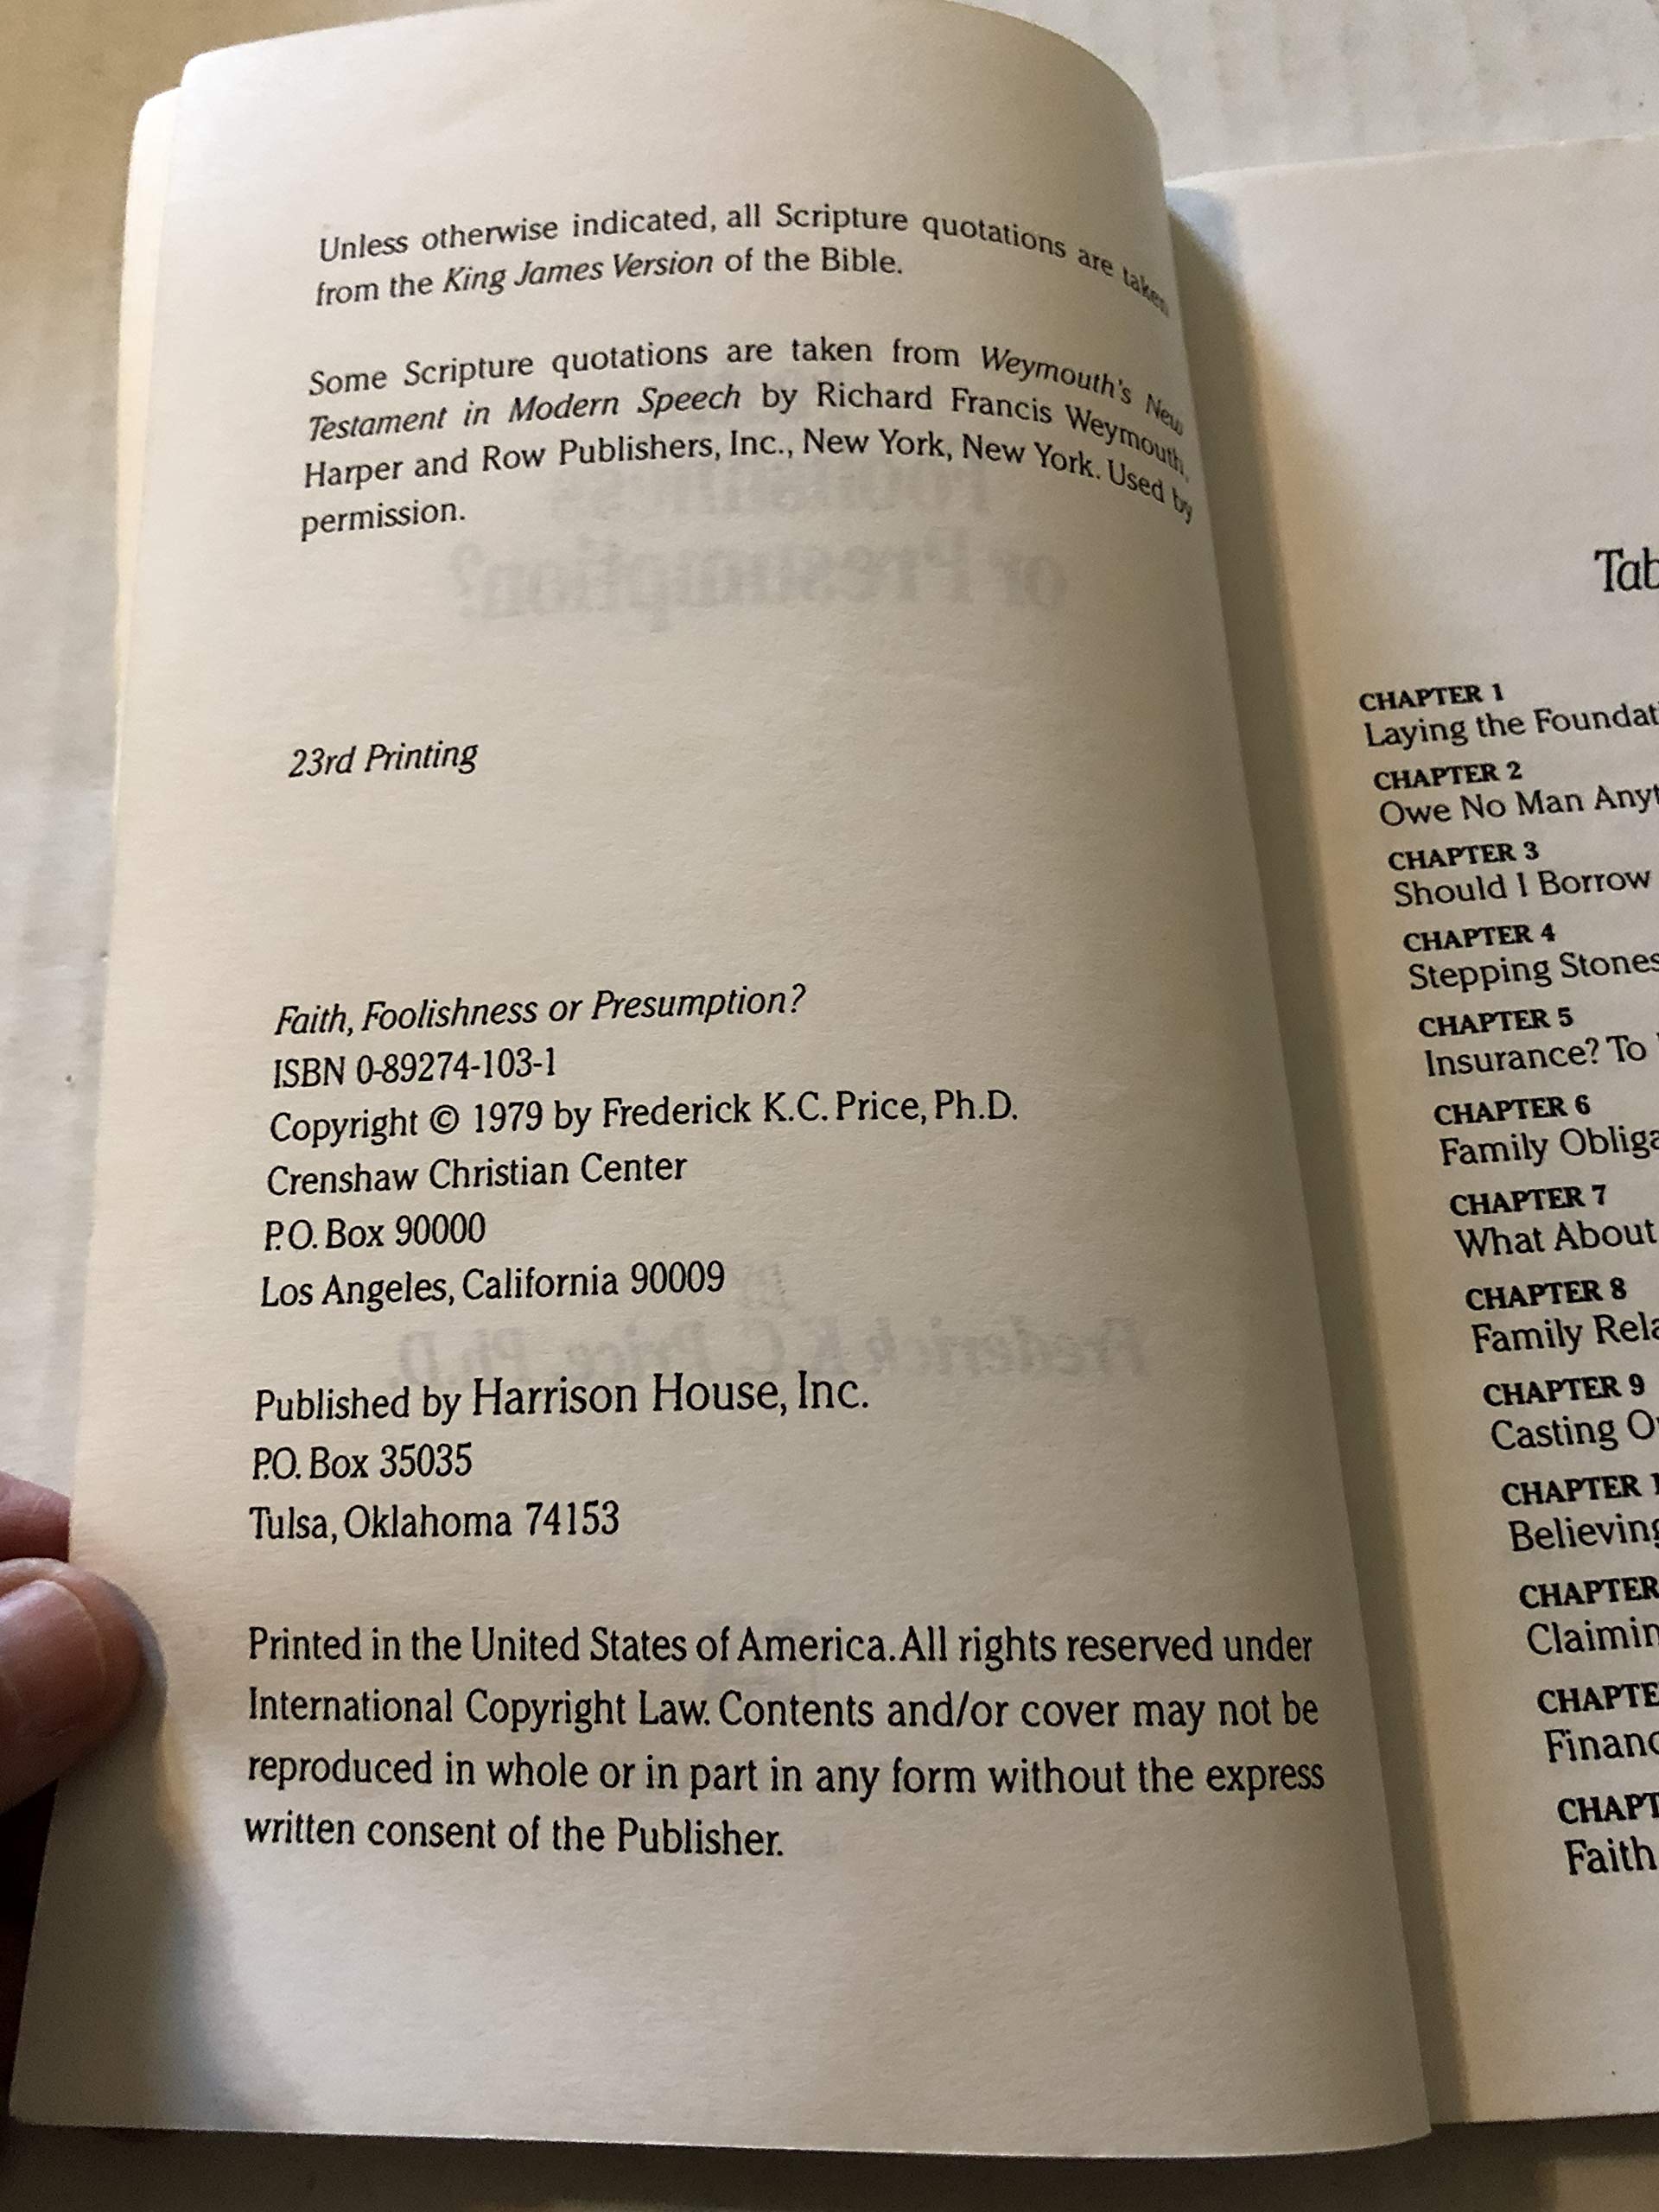 Unless otherwise indicated, all Scripture quotations are taken
from the King James Version of the Bible.
Some Scripture quotations are taken from Weymouth's New
Testament in Modern Speech by Richard Francis Weymouth,
Harper and Row Publishers, Inc., New York, New York. Used by
permission.
23rd Printing
Faith, Foolishness or Presumption?
ISBN 0-89274-103-1
Copyright © 1979 by Frederick K.C. Price, Ph.D.
Crenshaw Christian Center
P.O. Box 90000
Los Angeles, California 90009
Published by Harrison House, Inc.
P.O. Box 35035
Tulsa, Oklahoma 74153
Printed in the United States of America. All rights reserved under
International Copyright Law. Contents and/or cover may not be
reproduced in whole or in part in any form without the express
written consent of the Publisher.
CHAPTER 1
Laying the
CHAPTER 2
Owe No Man
CHAPTER 3
Should I Borrow
CHAPTER 4
Stepping Stones
CHAPTER 5
Insurance? To
CHAPTER 6
Family
CHAPTER 7
What About
CHAPTER 8
Family
CHAPTER 9
Casting
CHAPTER
Believing
CHAPTER
Faith